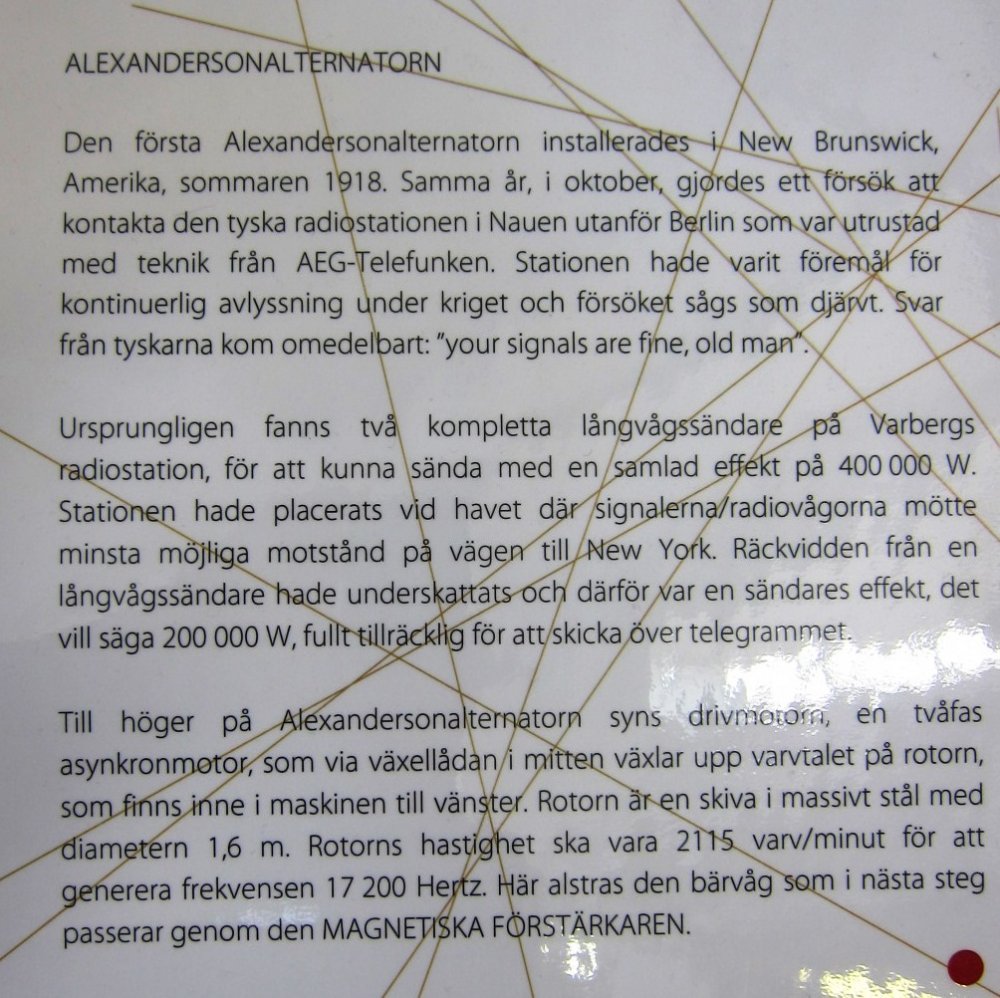 ALEXANDERSONALTERNATORN
Den första Alexandersonalternatorn installerades i New Brunswick,
Amerika, sommaren 1918. Samma år, i oktober, gjordes ett försök att
kontakta den tyska radiostationen i Nauen utanför Berlin som var utrustad
med teknik från AEG-Telefunken. Stationen hade varit föremål för
kontinuerlig avlyssning under kriget och försöket sågs som djärvt. Svar
från tyskarna kom omedelbart: ”your signals are fine, old man”.
Ursprungligen fanns två kompletta långvågssändare på Varbergs
radiostation, för att kunna sända med en samlad effekt på 400 000 W.
Stationen hade placerats vid havet där signalerna/radiovågorna mötte
minsta möjliga motstånd på vägen till New York. Räckvidden från en
långvågssändare hade underskattats och därför var en sändares effekt, det
vill säga 200 000 W, fullt tillräcklig för att skicka över telegrammet.
Till höger på Alexandersonalternatorn syns drivmotorn, en tvåfas
asynkronmotor, som via växellådan i mitten växlar upp varvtalet på rotorn,
som finns inne i maskinen till vänster. Rotorn är en skiva i massivt stål med
diametern 1,6 m. Rotorns hastighet ska vara 2115 varv/minut för att
generera frekvensen 17 200 Hertz. Här alstras den bärvåg som i nästa steg
passerar genom den MAGNETISKA FÖRSTÄRKAREN.